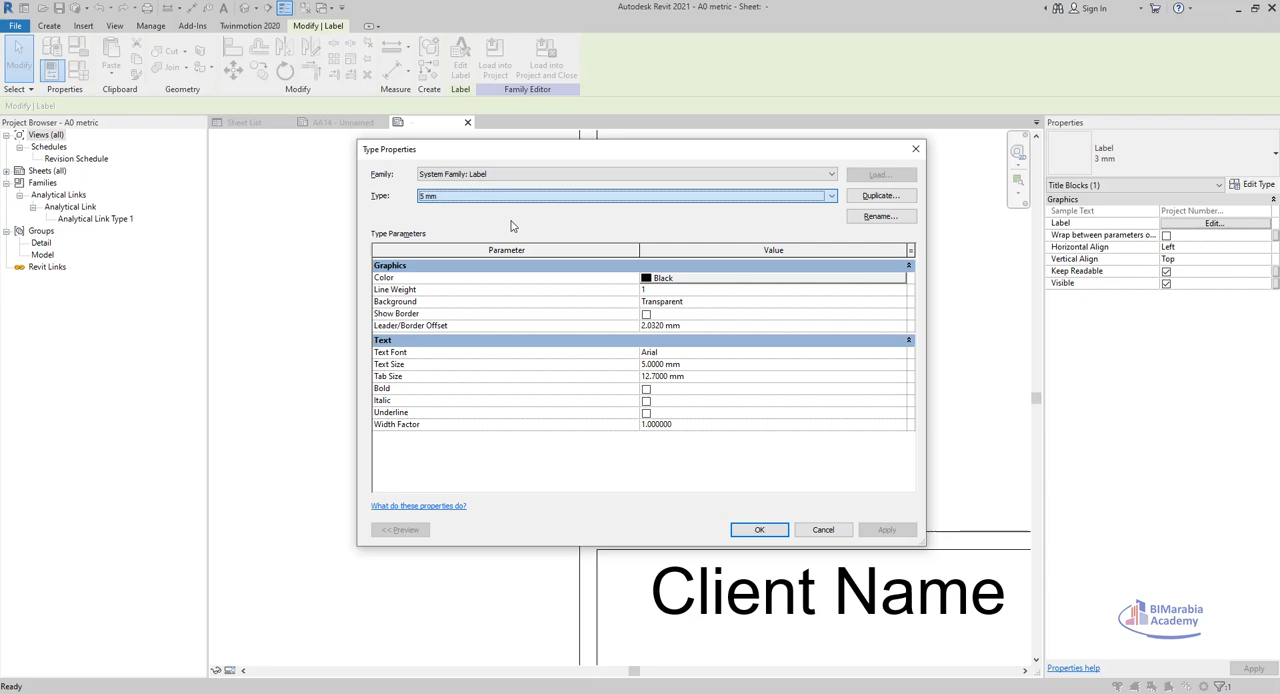 Autodesk Revit 2021 - A0 metric - Sheet: -
Sign In
File Create Insert View Manage Add-Ins Twinmotion 2020 Modify | Label
Modify
Paste
Cut
Join
Edit Label
Load into Project
Load into Project and Close
Select Properties Clipboard Geometry Modify Measure Create Label Family Editor
Modify | Label
Project Browser - A0 metric
Views (all)
Schedules
Revision Schedule
Sheets (all)
Families
Analytical Links
Analytical Link
Analytical Link Type 1
Groups
Detail
Model
Revit Links
Sheet List
AA14 - Unnamed
-
Type Properties
Family: System Family: Label Load...
Type: 5 mm Duplicate...
Rename...
Type Parameters
Parameter Value =
Graphics
Color Black
Line Weight 1
Background Transparent
Show Border
Leader/Border Offset 2.0320 mm
Text
Text Font Arial
Text Size 5.0000 mm
Tab Size 12.7000 mm
Bold
Italic
Underline
Width Factor 1.000000
What do these properties do?
<< Preview OK Cancel Apply
Client Name
Properties
Label
3 mm
Title Blocks (1) Edit Type
Graphics
Sample Text Project Number...
Label Edit...
Wrap between parameters o...
Horizontal Align Left
Vertical Align Top
Keep Readable
Visible
BIMarabia
Academy
Properties help Apply
Ready
:1